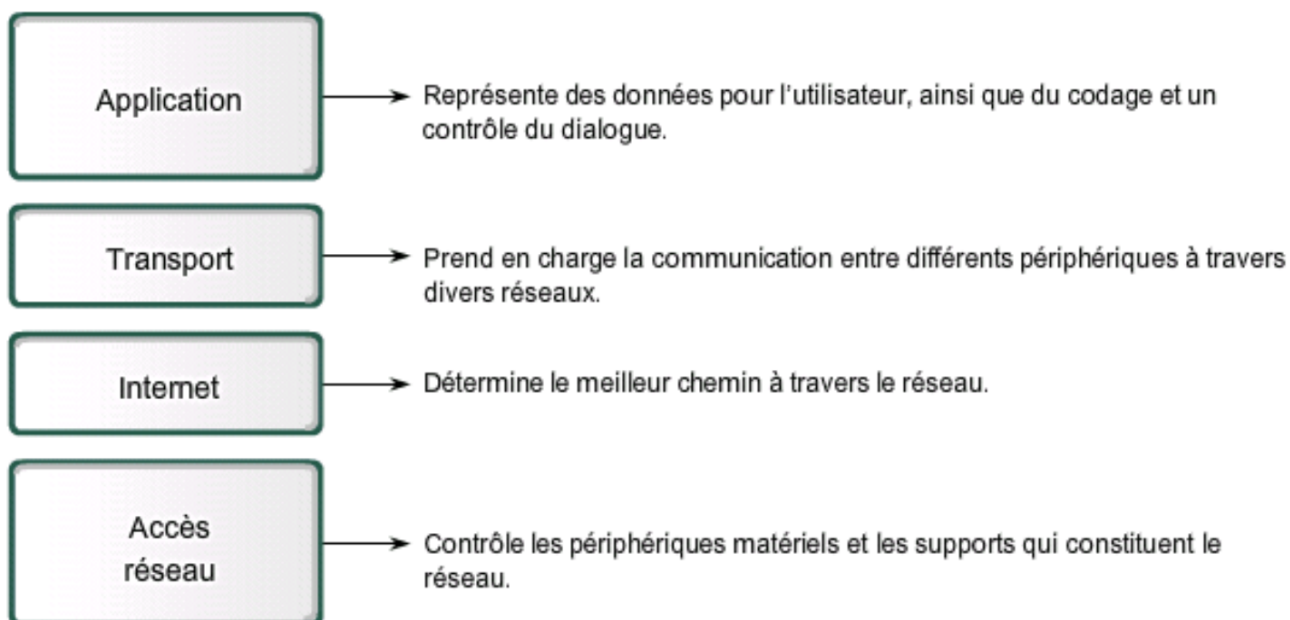 Application
Représente des données pour l'utilisateur, ainsi que du codage et un
contrôle du dialogue.
Transport
Prend en charge la communication entre différents périphériques à travers
divers réseaux.
Internet
Détermine le meilleur chemin à travers le réseau.
Accès
réseau
Contrôle les périphériques matériels et les supports qui constituent le
réseau.